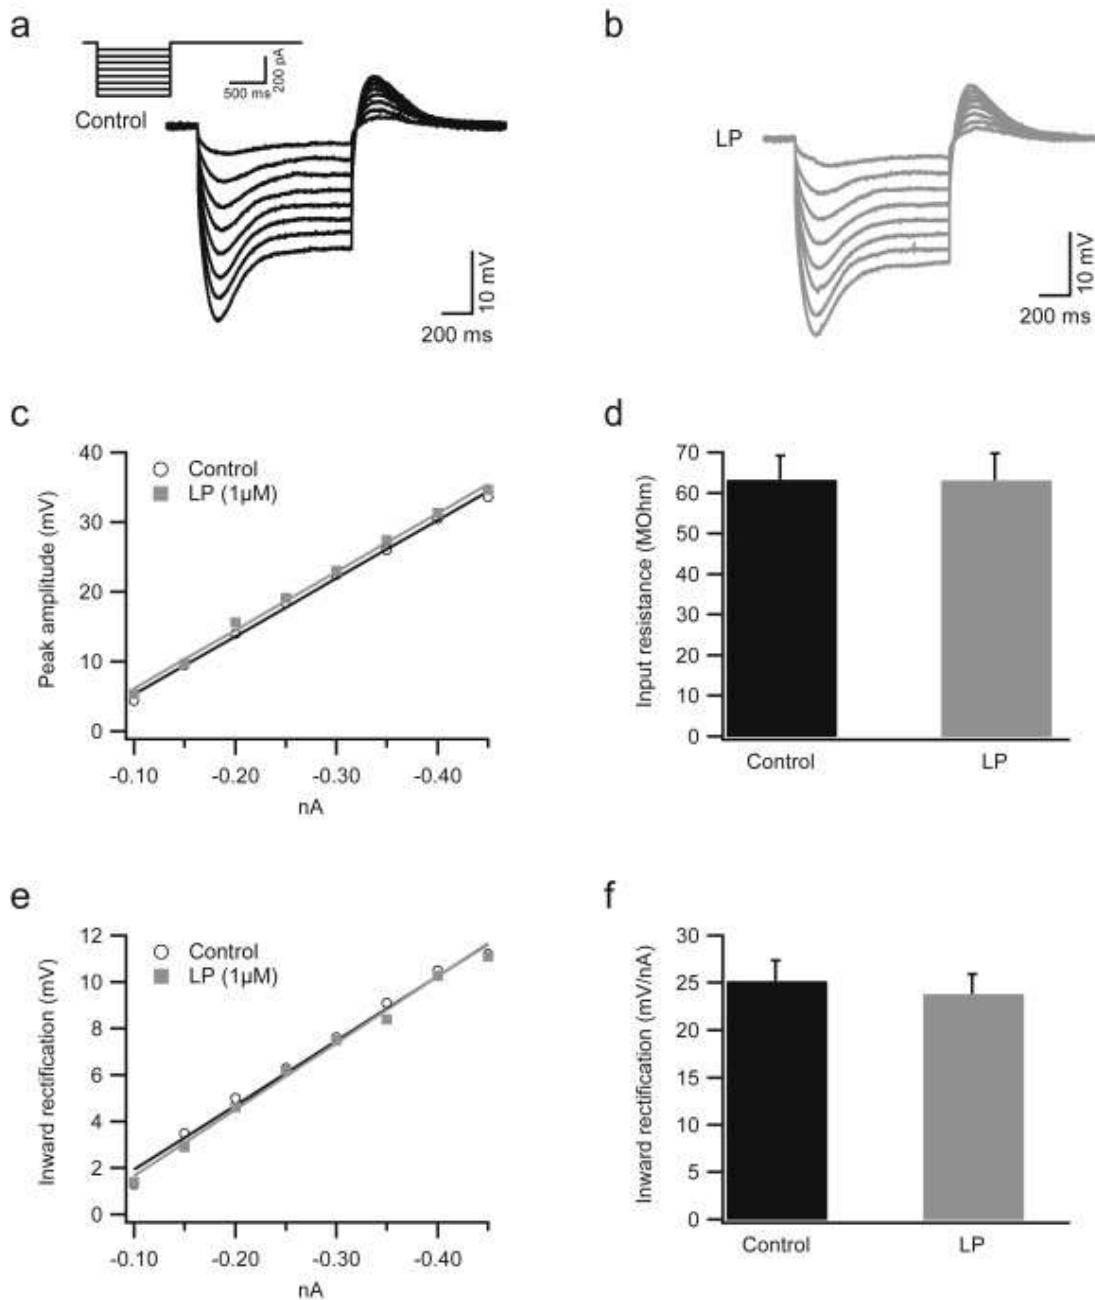 a
200 pA
500 ms
Control
10 mV
200 ms
b
LP
10 mV
200 ms
c
40
30
20
10
0
Peak amplitude (mV)
Control
LP (1µM)
-0.10
-0.20
-0.30
-0.40
nA
d
70
60
50
40
30
20
10
0
Input resistance (MOhm)
Control
LP
e
12
10
8
6
4
2
0
Inward rectification (mV)
Control
LP (1µM)
-0.10
-0.20
-0.30
-0.40
nA
f
30
25
20
15
10
5
0
Inward rectification (mV/nA)
Control
LP